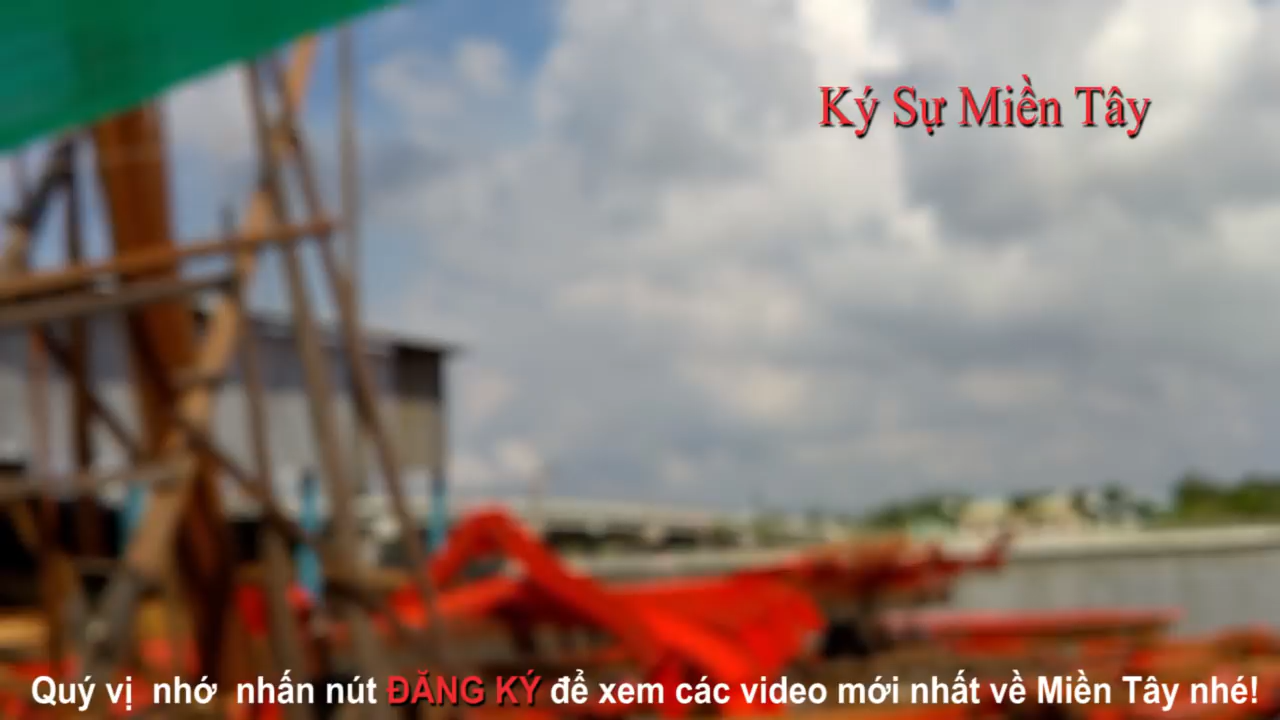 Ký Sự Miền Tây
Quý vị nhớ nhấn nút ĐĂNG KÝ để xem các video mới nhất về Miền Tây nhé!